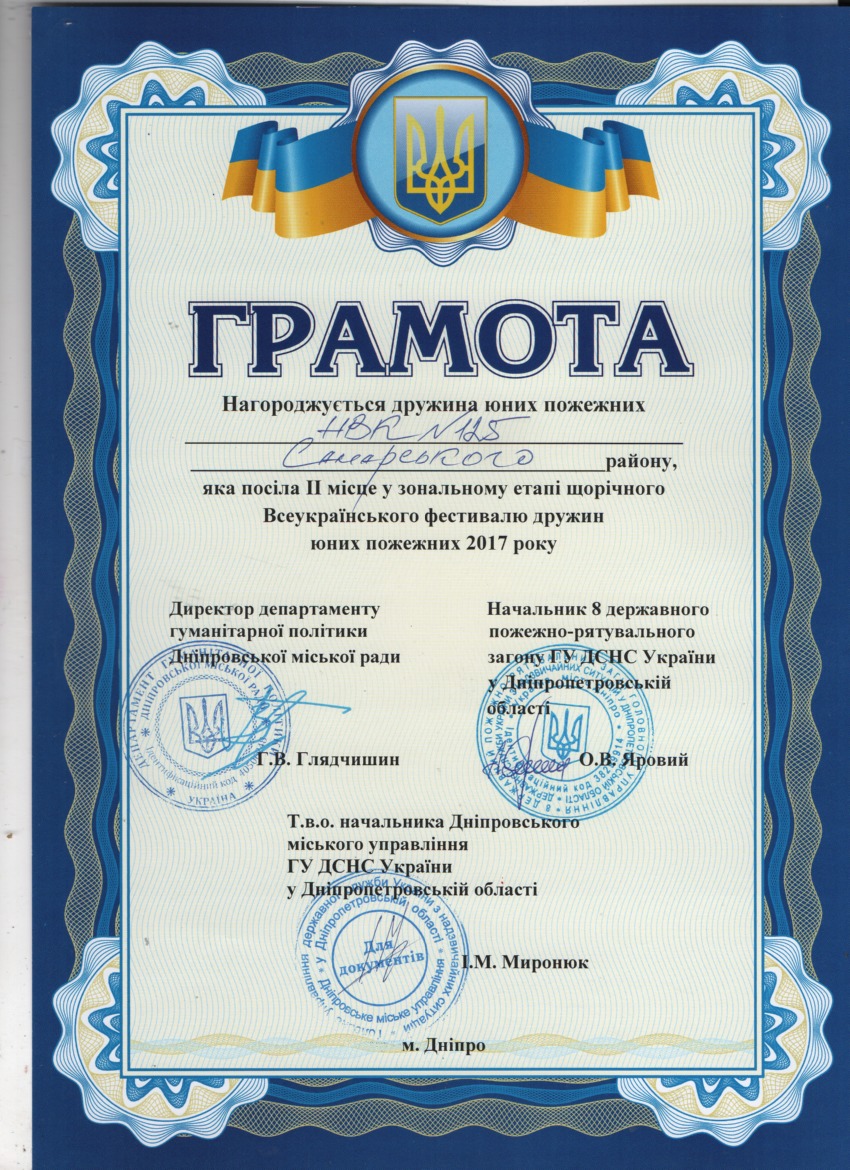 ГРАМОТА
Нагороджується дружина юних пожежних
НВК №125
Самарського району,
яка посіла ІІ місце у зональному етапі щорічного
Всеукраїнського фестивалю дружин
юних пожежних 2017 року
Директор департаменту
гуманітарної політики
Дніпровської міської ради
Г.В. Глядчишин
УКРАЇНА
Начальник 8 державного
пожежно-рятувального
загону ГУ ДСНС України
у Дніпропетровській
області
О.В. Яровий
Т.в.о. начальника Дніпровського
міського управління
ГУ ДСНС України
у Дніпропетровській області
Для
документів
І.М. Миронюк
м. Дніпро